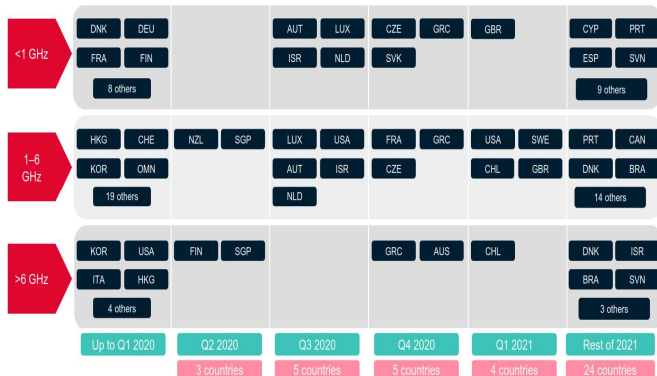 <1 GHz
DNK DEU AUT LUX CZE GRC GBR CYP PRT
FRA FIN ISR NLD SVK ESP SVN
8 others 9 others
1–6
GHz
HKG CHE NZL SGP LUX USA FRA GRC USA SWE PRT CAN
KOR OMN AUT ISR CZE CHL GBR DNK BRA
19 others NLD 14 others
>6 GHz
KOR USA FIN SGP GRC AUS CHL DNK ISR
ITA HKG BRA SVN
4 others 3 others
Up to Q1 2020 Q2 2020 Q3 2020 Q4 2020 Q1 2021 Rest of 2021
3 countries 5 countries 5 countries 4 countries 24 countries